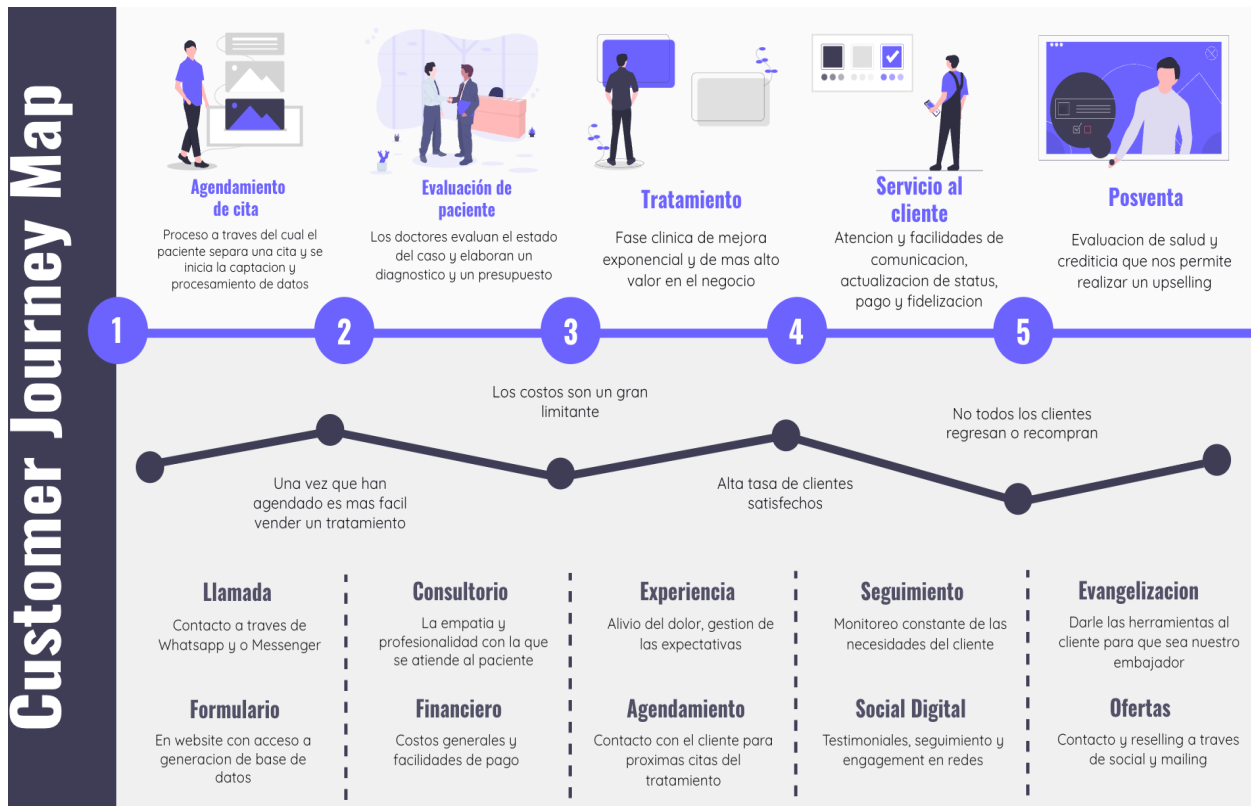 Customer Journey Map
Agendamiento
de cita
Proceso a traves del cual el
paciente separa una cita y se
inicia la captacion y
procesamiento de datos
Evaluación de
paciente
Los doctores evaluan el estado
del caso y elaboran un
diagnostico y un presupuesto
Tratamiento
Fase clinica de mejora
exponencial y de mas alto
valor en el negocio
Servicio al
cliente
Atencion y facilidades de
comunicacion,
actualizacion de status,
pago y fidelizacion
Posventa
Evaluacion de salud y
crediticia que nos permite
realizar un upselling
1
2
3
4
5
Una vez que han
agendado es mas facil
vender un tratamiento
Los costos son un gran
limitante
Alta tasa de clientes
satisfechos
No todos los clientes
regresan o recompran
Llamada
Contacto a traves de
Whatsapp y o Messenger
Formulario
En website con acceso a
generacion de base de
datos
Consultorio
La empatia y
profesionalidad con la que
se atiende al paciente
Financiero
Costos generales y
facilidades de pago
Experiencia
Alivio del dolor, gestion de
las expectativas
Agendamiento
Contacto con el cliente para
proximas citas del
tratamiento
Seguimiento
Monitoreo constante de las
necesidades del cliente
Social Digital
Testimoniales, seguimiento y
engagement en redes
Evangelizacion
Darle las herramientas al
cliente para que sea nuestro
embajador
Ofertas
Contacto y reselling a traves
de social y mailing